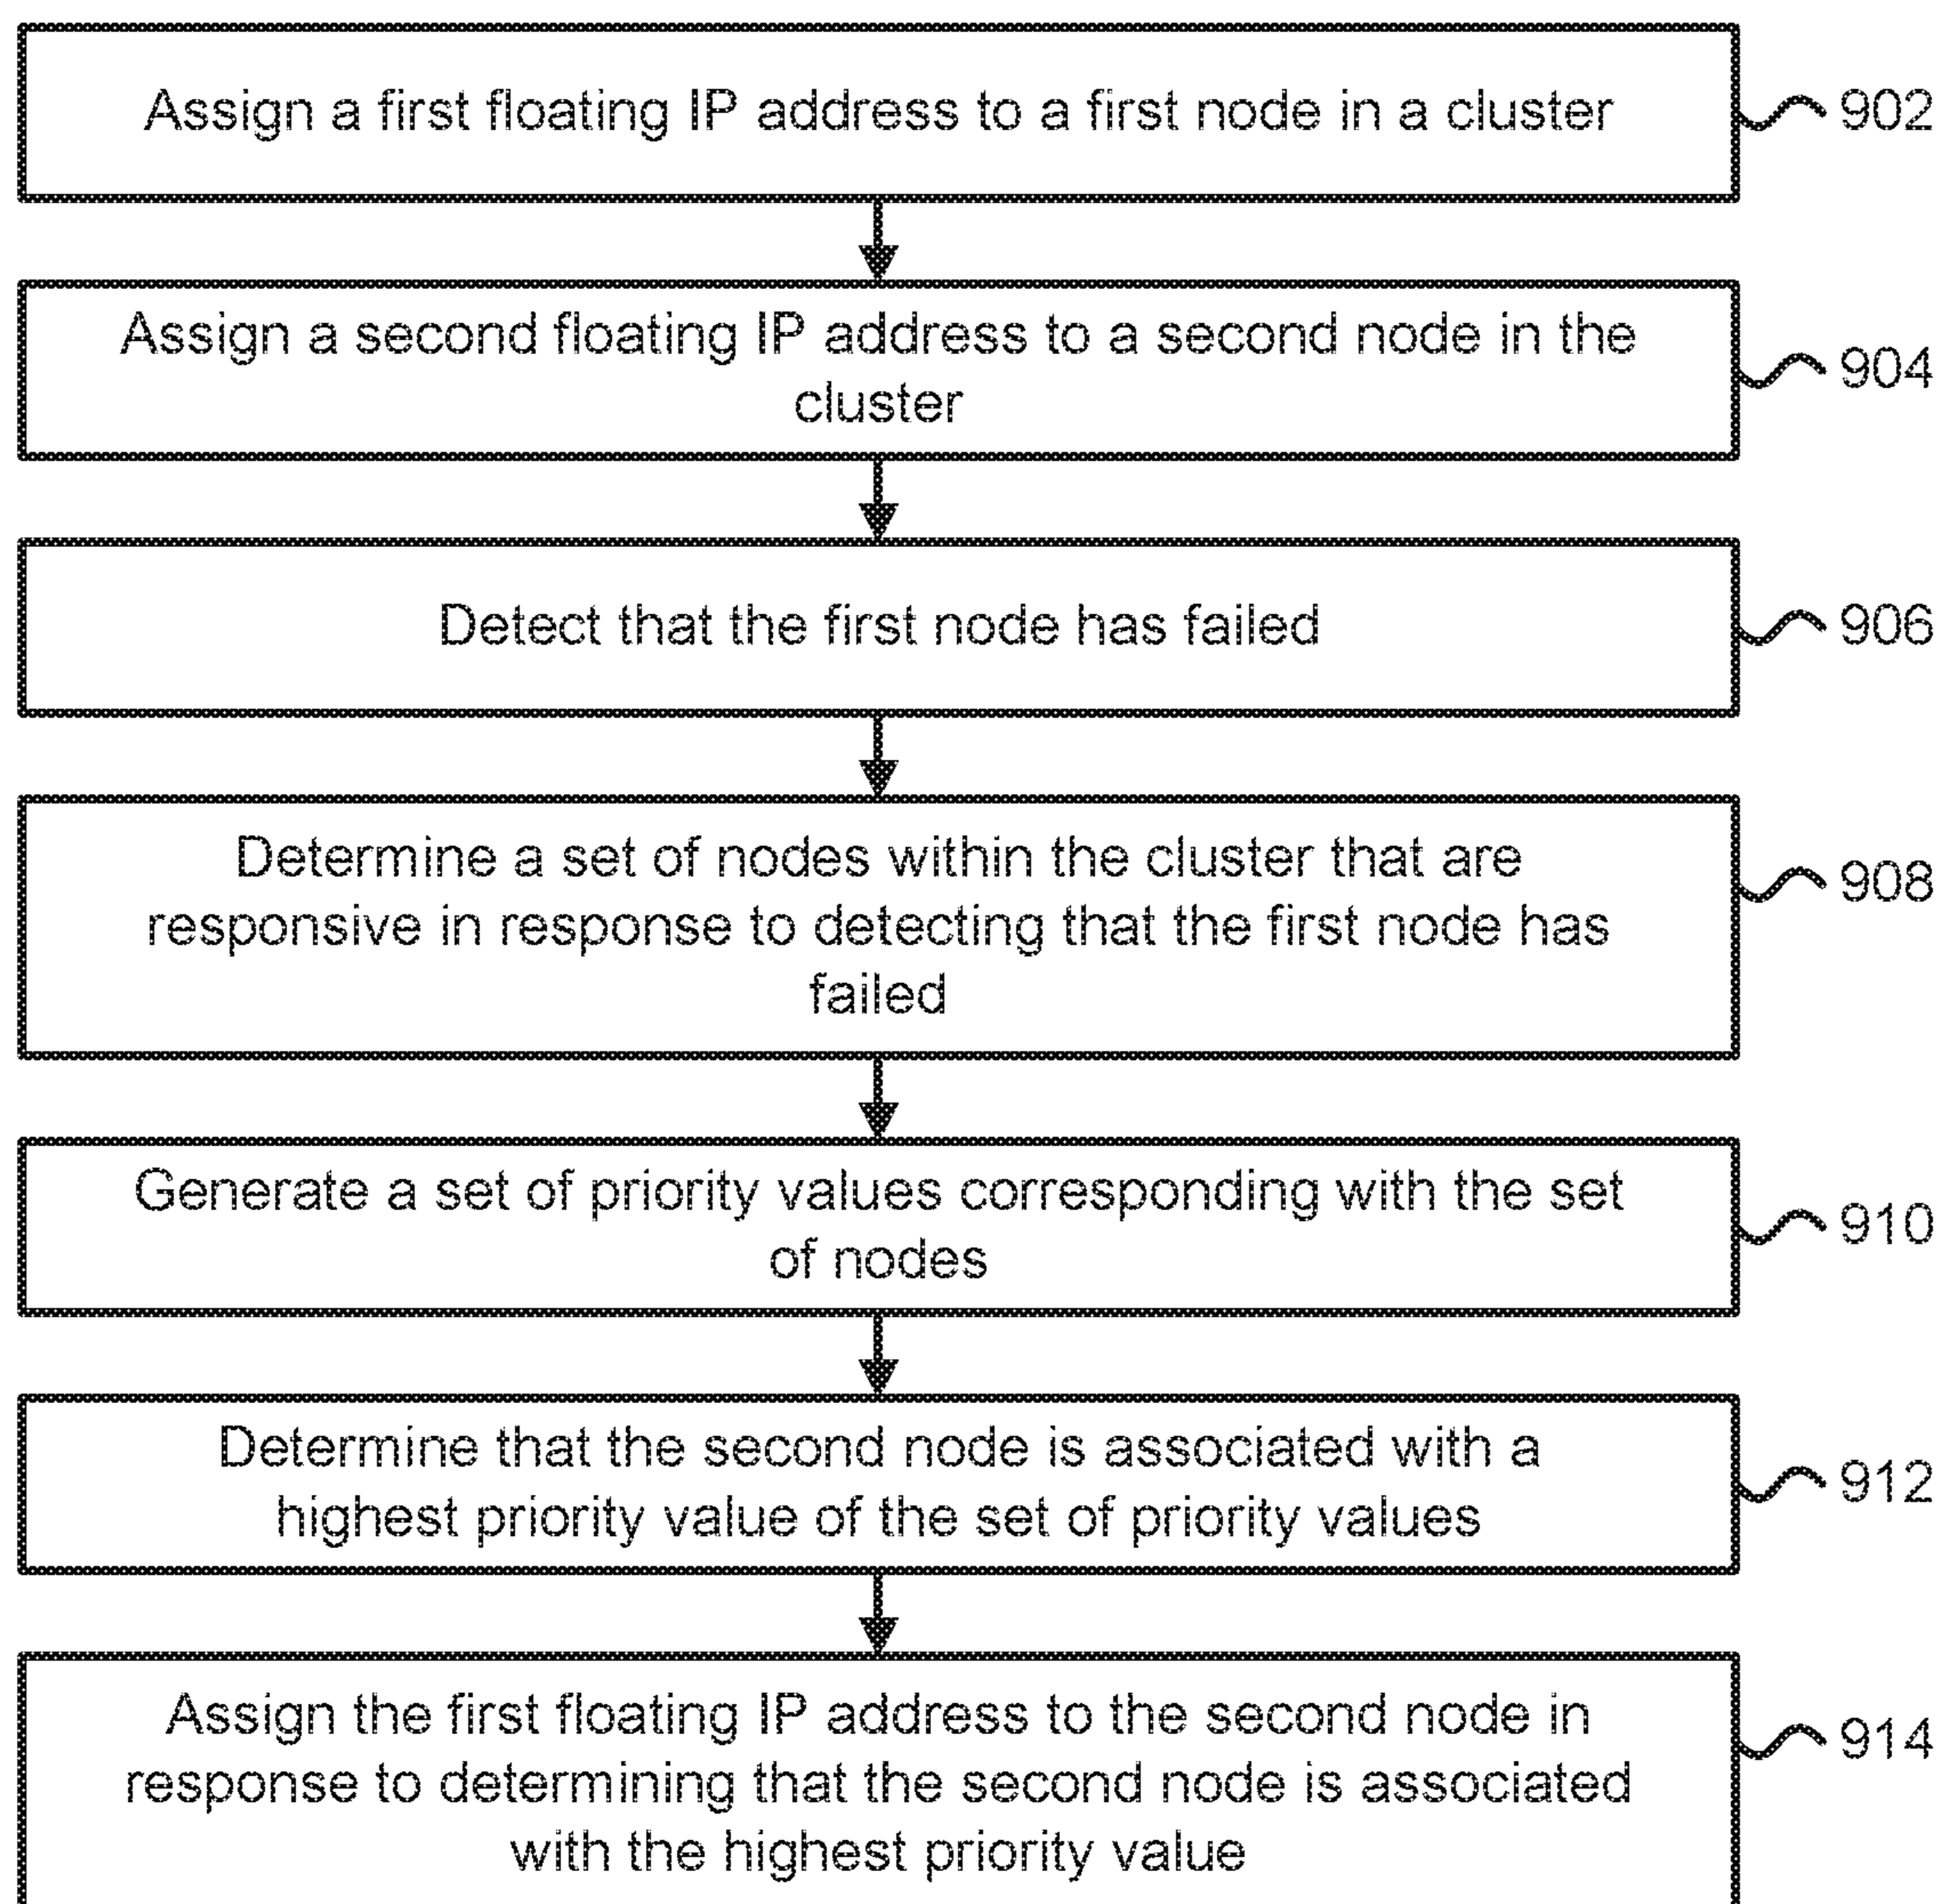 Assign a first floating IP address to a first node in a cluster
902
Assign a second floating IP address to a second node in the
cluster
904
Detect that the first node has failed
906
Determine a set of nodes within the cluster that are
responsive in response to detecting that the first node has
failed
908
Generate a set of priority values corresponding with the set
of nodes
910
Determine that the second node is associated with a
highest priority value of the set of priority values
912
Assign the first floating IP address to the second node in
response to determining that the second node is associated
with the highest priority value
914